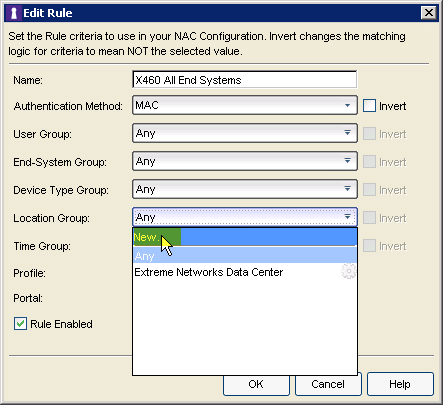 Edit Rule
Set the Rule criteria to use in your NAC Configuration. Invert changes the matching
logic for criteria to mean NOT the selected value.
Name: X460 All End Systems
Authentication Method: MAC Invert
User Group: Any Invert
End-System Group: Any Invert
Device Type Group: Any Invert
Location Group: Any Invert
New...
Any
Extreme Networks Data Center
Time Group: Invert
Profile:
Portal:
Rule Enabled
OK Cancel Help